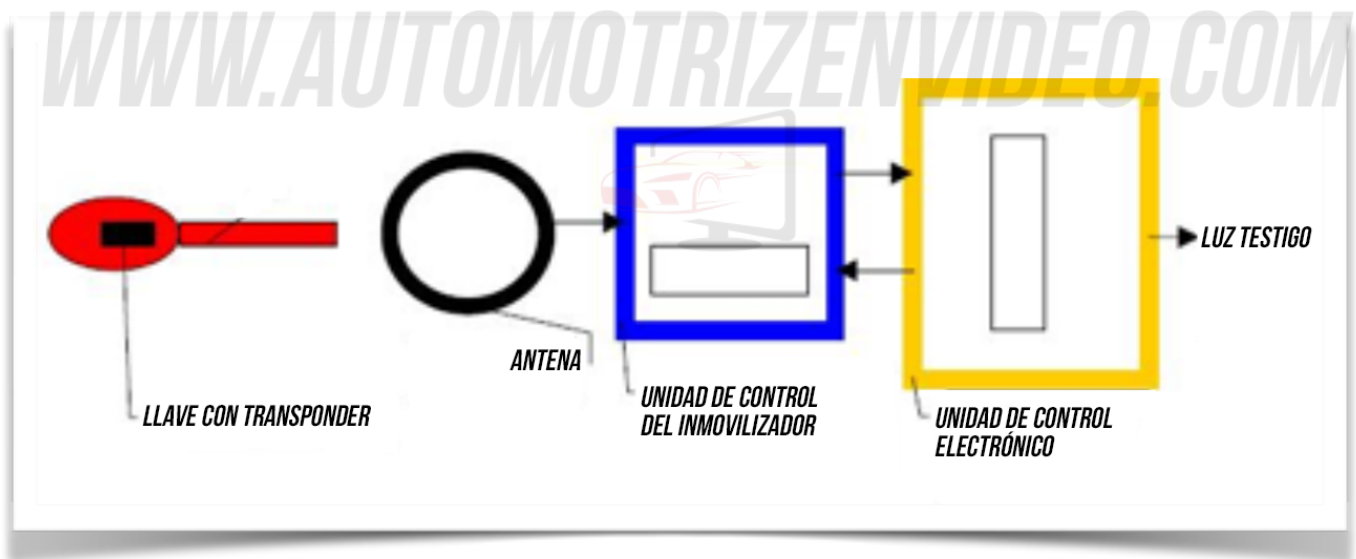 WWW.AUTOMOTRIZENVIDEO.COM
LUZ TESTIGO
ANTENA
LLAVE CON TRANSPONDER
UNIDAD DE CONTROL
DEL INMOVILIZADOR
UNIDAD DE CONTROL
ELECTRÓNICO